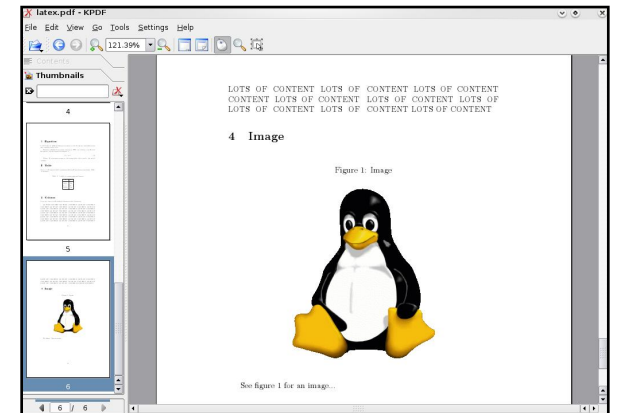 latex.pdf - KPDF
File Edit View Go Tools Settings Help
121.39%
Contents
Thumbnails
4
5
6
6 / 6
LOTS OF CONTENT LOTS OF CONTENT LOTS OF CONTENT
CONTENT LOTS OF CONTENT LOTS OF CONTENT LOTS OF
LOTS OF CONTENT LOTS OF CONTENT LOTS OF CONTENT
4 Image
Figure 1: Image
See figure 1 for an image...